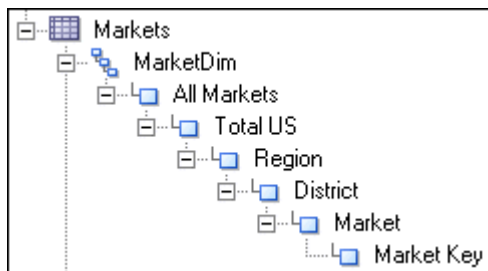 Markets
MarketDim
All Markets
Total US
Region
District
Market
Market Key